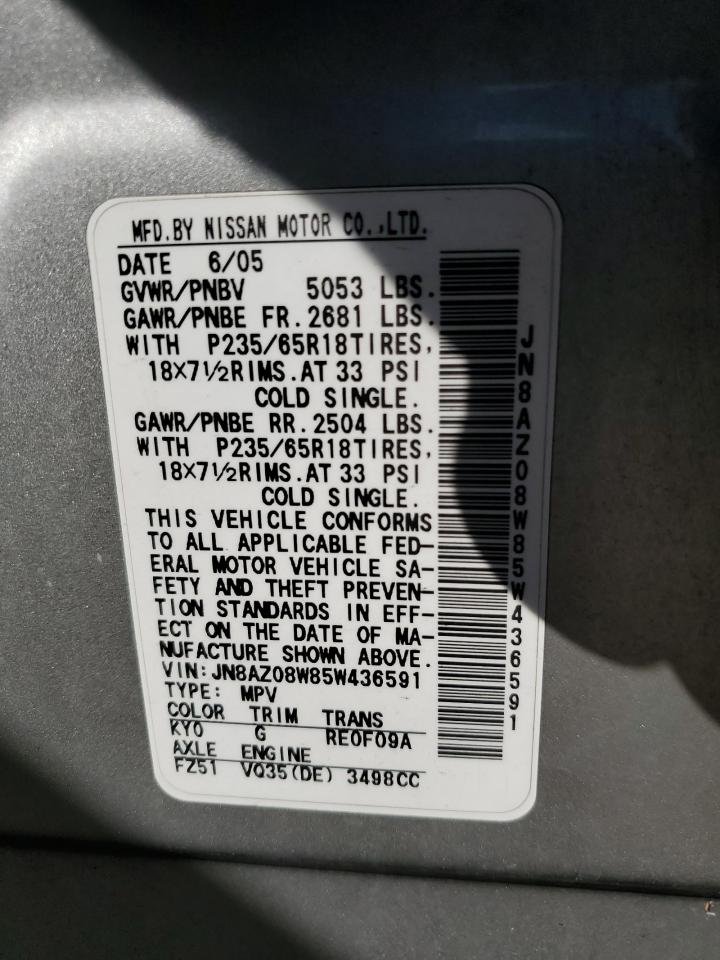 MFD.BY NISSAN MOTOR CO.,LTD.
DATE 6/05
GVWR/PNBV 5053 LBS.
GAWR/PNBE FR.2681 LBS.
WITH P235/65R18TIRES,
18×7½RIMS.AT 33 PSI
COLD SINGLE.
GAWR/PNBE RR.2504 LBS.
WITH P235/65R18TIRES,
18×7½RIMS.AT 33 PSI
COLD SINGLE.
THIS VEHICLE CONFORMS
TO ALL APPLICABLE FED-
ERAL MOTOR VEHICLE SA-
FETY AND THEFT PREVEN-
TION STANDARDS IN EFF-
ECT ON THE DATE OF MA-
NUFACTURE SHOWN ABOVE.
VIN:JN8AZ08W85W436591
TYPE: MPV
COLOR TRIM TRANS
KY0 G RE0F09A
AXLE ENGINE
FZ51 VQ35(DE) 3498CC
JN8AZ08W85W436591